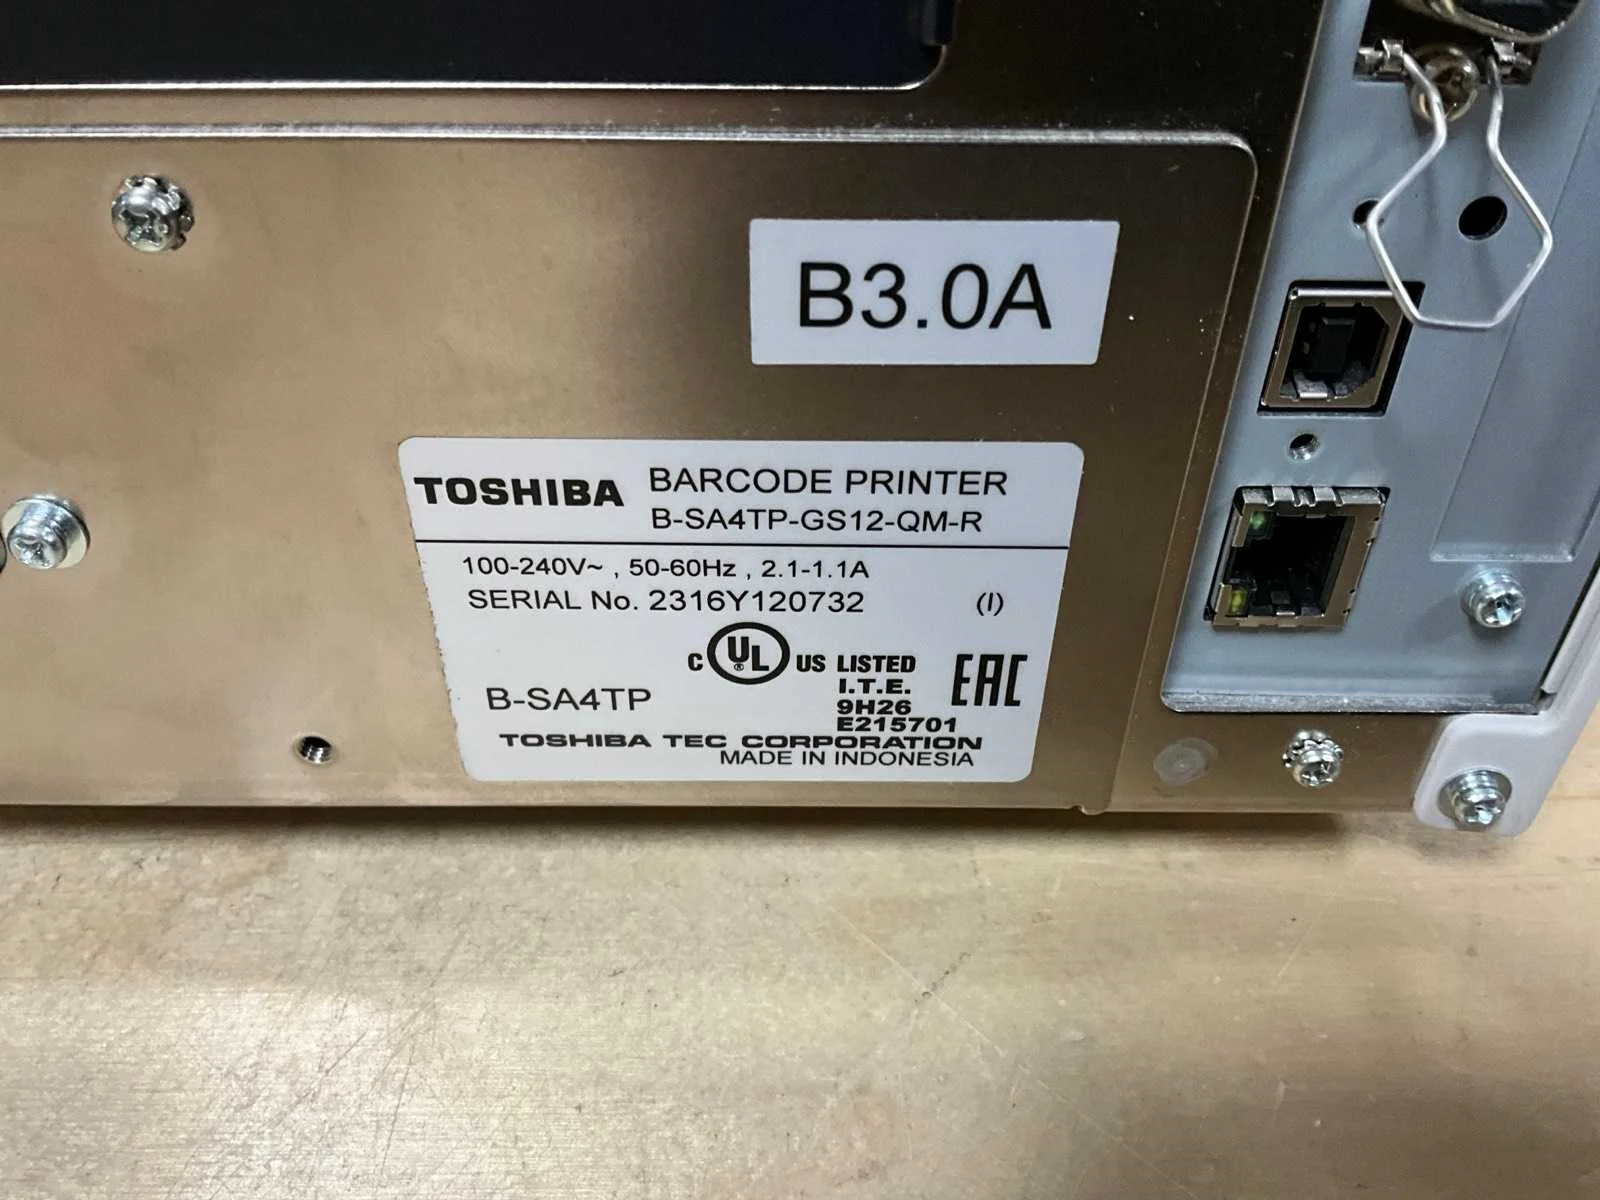 B3.0A
TOSHIBA BARCODE PRINTER
B-SA4TP-GS12-QM-R
100-240V~ , 50-60Hz , 2.1-1.1A
SERIAL No. 2316Y120732 (I)
C UL ® US LISTED
I.T.E.
9H26
E215701
EAC
B-SA4TP
TOSHIBA TEC CORPORATION
MADE IN INDONESIA